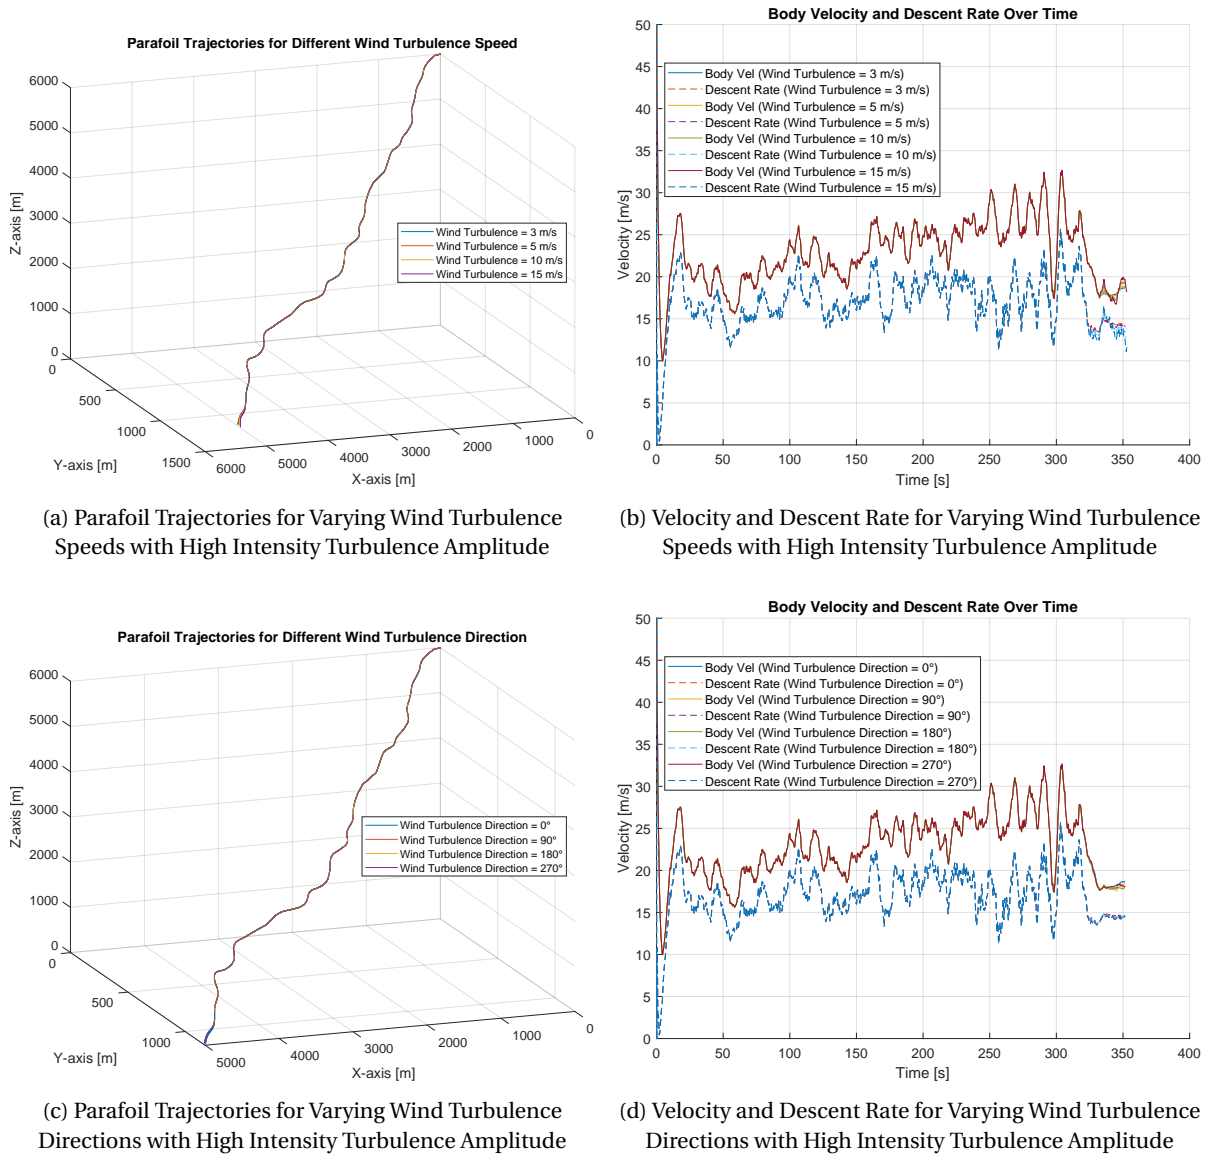 Parafoil Trajectories for Different Wind Turbulence Speed
6000
5000
4000
3000
2000
1000
0
Z-axis [m]
0
500
1000
1500
Y-axis [m]
6000
5000
4000
3000
2000
1000
0
X-axis [m]
Wind Turbulence = 3 m/s
Wind Turbulence = 5 m/s
Wind Turbulence = 10 m/s
Wind Turbulence = 15 m/s
(a) Parafoil Trajectories for Varying Wind Turbulence
Speeds with High Intensity Turbulence Amplitude
Body Velocity and Descent Rate Over Time
50
45
40
35
30
25
20
15
10
5
0
Velocity [m/s]
Body Vel (Wind Turbulence = 3 m/s)
Descent Rate (Wind Turbulence = 3 m/s)
Body Vel (Wind Turbulence = 5 m/s)
Descent Rate (Wind Turbulence = 5 m/s)
Body Vel (Wind Turbulence = 10 m/s)
Descent Rate (Wind Turbulence = 10 m/s)
Body Vel (Wind Turbulence = 15 m/s)
Descent Rate (Wind Turbulence = 15 m/s)
0
50
100
150
200
250
300
350
400
Time [s]
(b) Velocity and Descent Rate for Varying Wind Turbulence
Speeds with High Intensity Turbulence Amplitude
Parafoil Trajectories for Different Wind Turbulence Direction
6000
5000
4000
3000
2000
1000
0
Z-axis [m]
0
500
1000
Y-axis [m]
5000
4000
3000
2000
1000
0
X-axis [m]
Wind Turbulence Direction = 0°
Wind Turbulence Direction = 90°
Wind Turbulence Direction = 180°
Wind Turbulence Direction = 270°
(c) Parafoil Trajectories for Varying Wind Turbulence
Directions with High Intensity Turbulence Amplitude
Body Velocity and Descent Rate Over Time
50
45
40
35
30
25
20
15
10
5
0
Velocity [m/s]
Body Vel (Wind Turbulence Direction = 0°)
Descent Rate (Wind Turbulence Direction = 0°)
Body Vel (Wind Turbulence Direction = 90°)
Descent Rate (Wind Turbulence Direction = 90°)
Body Vel (Wind Turbulence Direction = 180°)
Descent Rate (Wind Turbulence Direction = 180°)
Body Vel (Wind Turbulence Direction = 270°)
Descent Rate (Wind Turbulence Direction = 270°)
0
50
100
150
200
250
300
350
400
Time [s]
(d) Velocity and Descent Rate for Varying Wind Turbulence
Directions with High Intensity Turbulence Amplitude